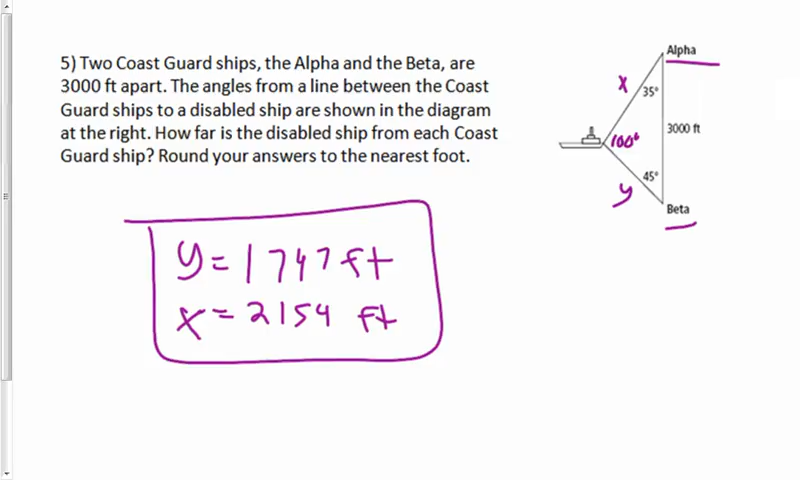 5) Two Coast Guard ships, the Alpha and the Beta, are
3000 ft apart. The angles from a line between the Coast
Guard ships to a disabled ship are shown in the diagram
at the right. How far is the disabled ship from each Coast
Guard ship? Round your answers to the nearest foot.
Alpha
x
35°
3000 ft
100°
45°
y
Beta
y = 1747 ft
x = 2154 ft